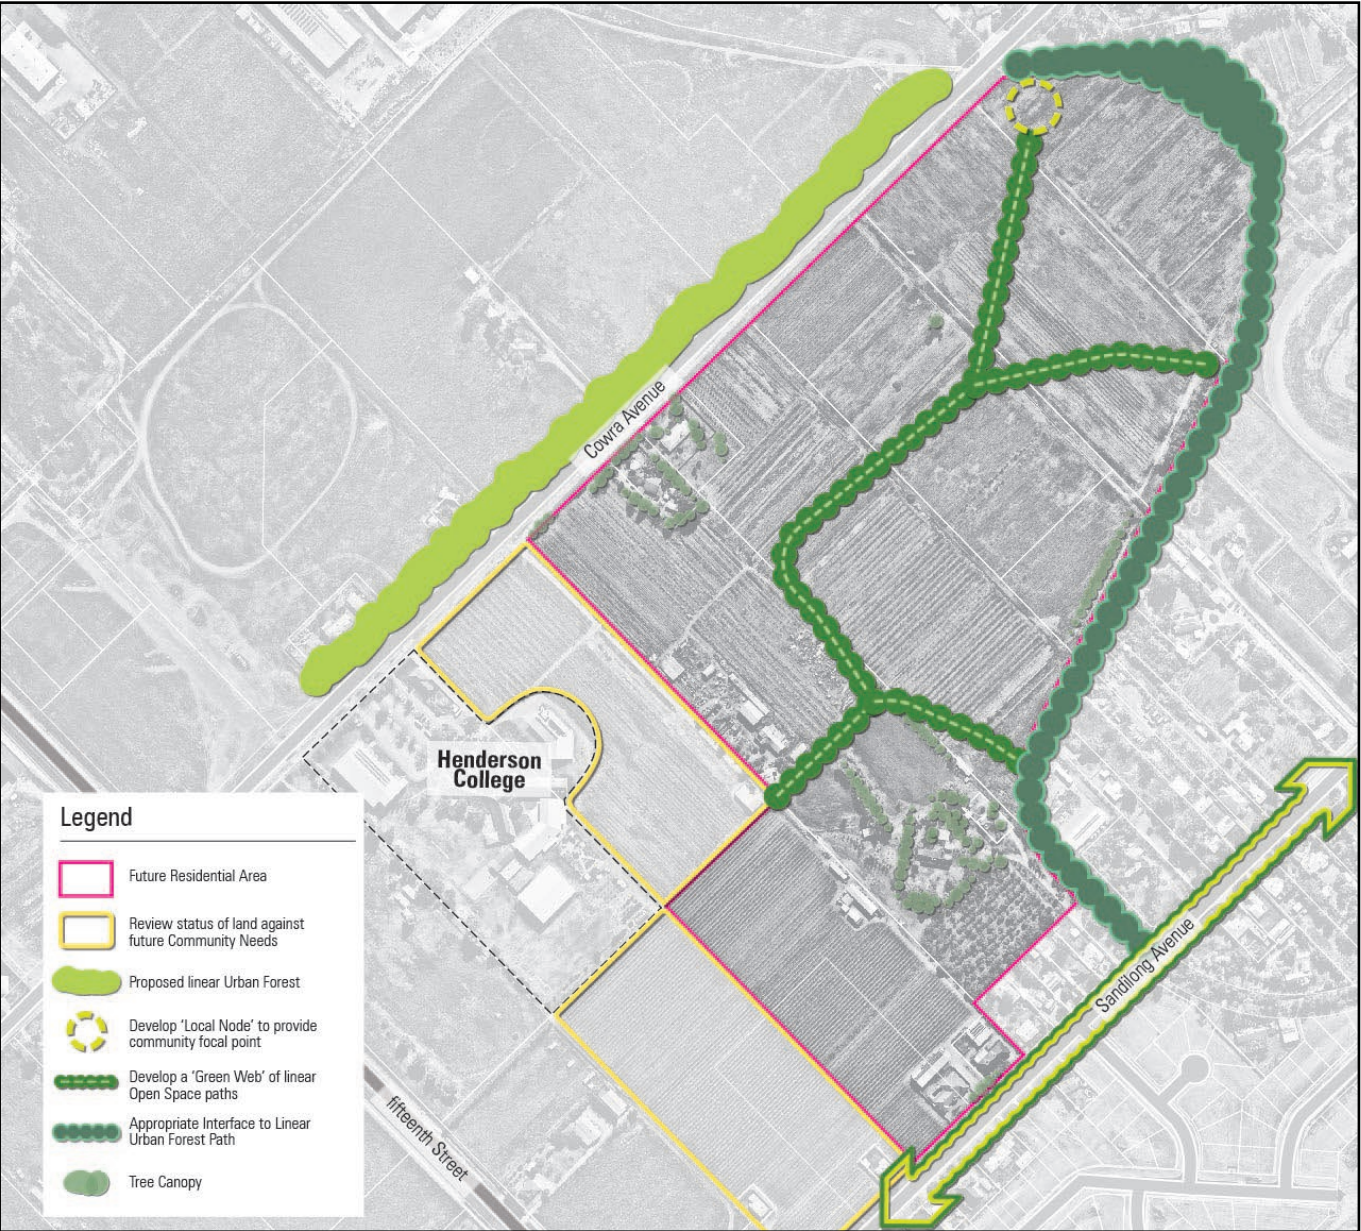 Cowra Avenue
Henderson
College
Sandilong Avenue
fifteenth Street
Legend
Future Residential Area
Review status of land against
future Community Needs
Proposed linear Urban Forest
Develop ‘Local Node’ to provide
community focal point
Develop a ‘Green Web’ of linear
Open Space paths
Appropriate Interface to Linear
Urban Forest Path
Tree Canopy